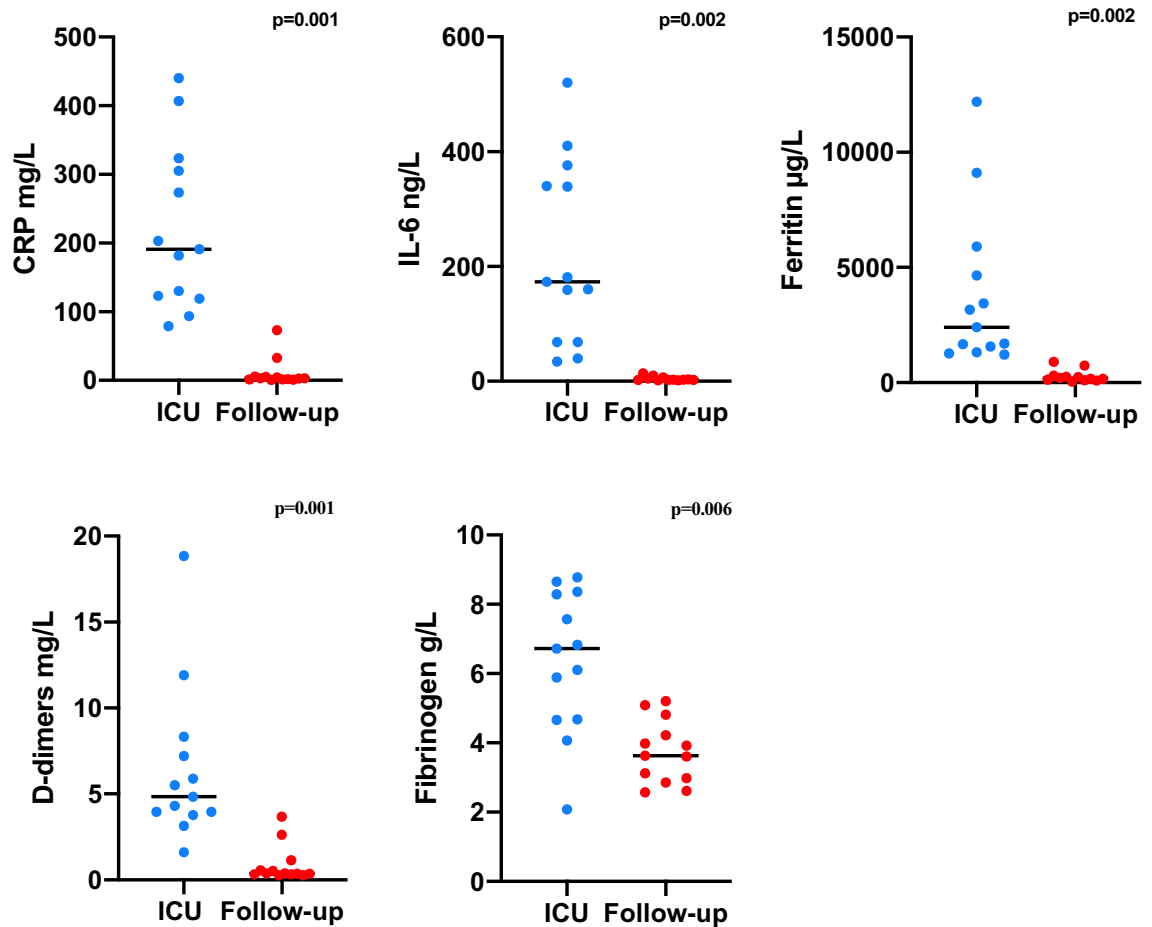 p=0.001
CRP mg/L
500
400
300
200
100
0
ICU Follow-up
p=0.002
IL-6 ng/L
600
400
200
0
ICU Follow-up
p=0.002
Ferritin µg/L
15000
10000
5000
0
ICU Follow-up
p=0.001
D-dimers mg/L
20
15
10
5
0
ICU Follow-up
p=0.006
Fibrinogen g/L
10
8
6
4
2
0
ICU Follow-up